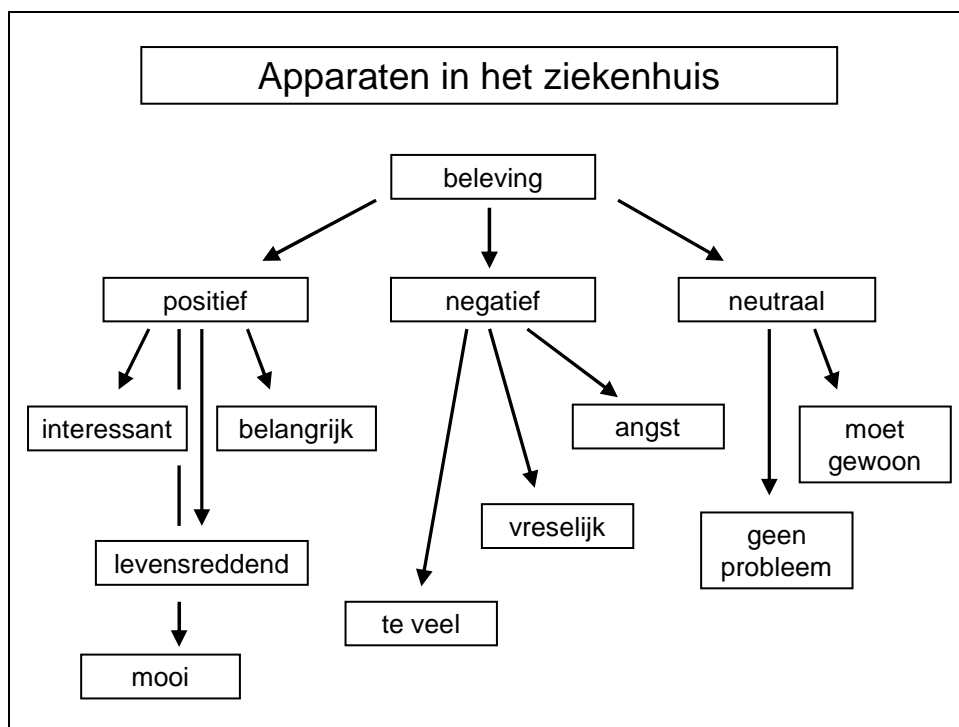 Apparaten in het ziekenhuis
beleving
positief
negatief
neutraal
interessant
belangrijk
angst
moet
gewoon
vreselijk
geen
probleem
levensreddend
te veel
mooi